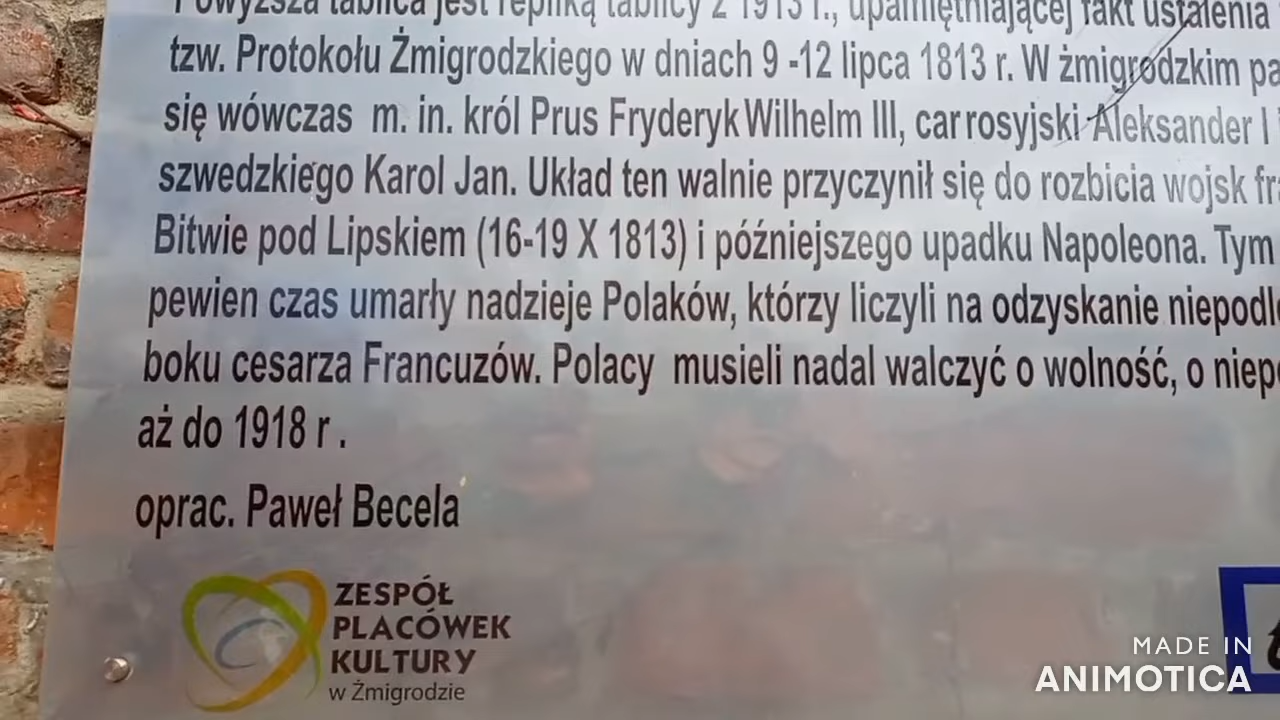 Powyższa tablica jest repliką tablicy z 1913 r., upamiętniającej fakt ustalenia
tzw. Protokołu Żmigrodzkiego w dniach 9 -12 lipca 1813 r. W żmigrodzkim pa
się wówczas m. in. król Prus Fryderyk Wilhelm III, car rosyjski Aleksander I i
szwedzkiego Karol Jan. Układ ten walnie przyczynił się do rozbicia wojsk fra
Bitwie pod Lipskiem (16-19 X 1813) i późniejszego upadku Napoleona. Tym
pewien czas umarły nadzieje Polaków, którzy liczyli na odzyskanie niepodle
boku cesarza Francuzów. Polacy musieli nadal walczyć o wolność, o niepo
aż do 1918 r .
oprac. Paweł Becela
ZESPÓŁ
PLACÓWEK
KULTURY
w Żmigrodzie
MADE IN
ANIMOTICA